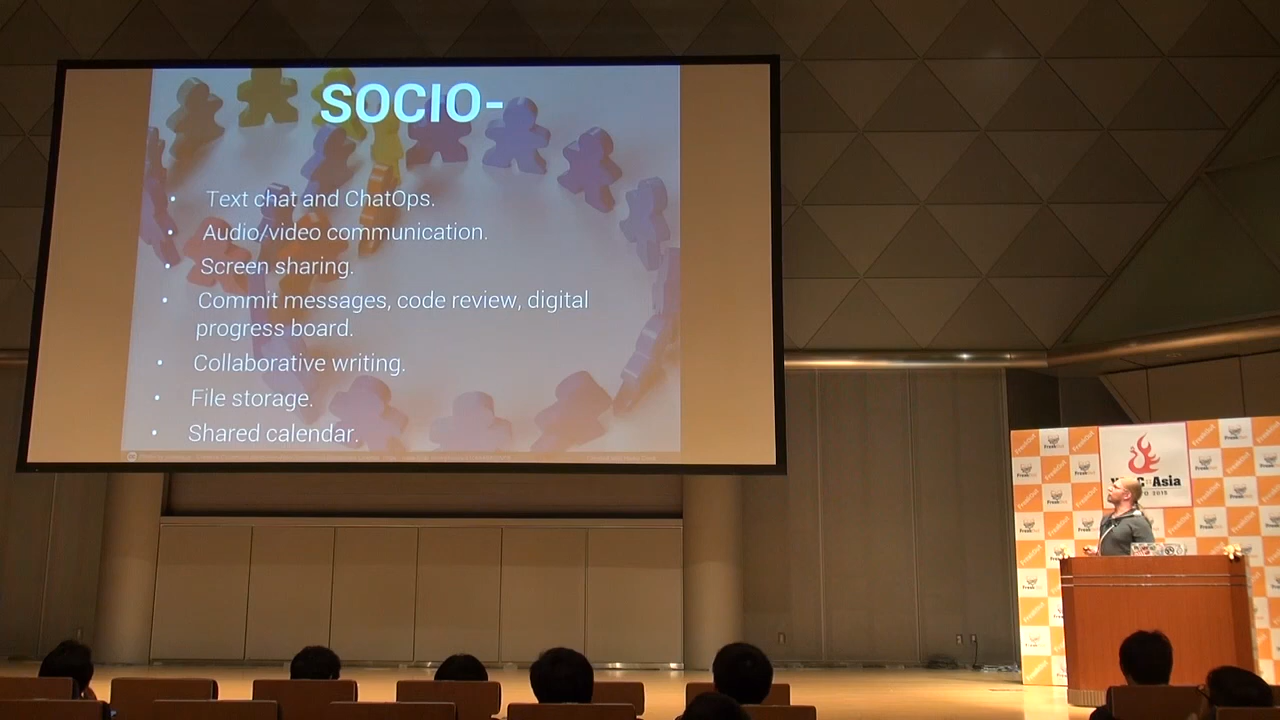 SOCIO-
• Text chat and ChatOps.
• Audio/video communication.
• Screen sharing.
• Commit messages, code review, digital
progress board.
• Collaborative writing.
• File storage.
• Shared calendar.
FreakOut
Asia
2015